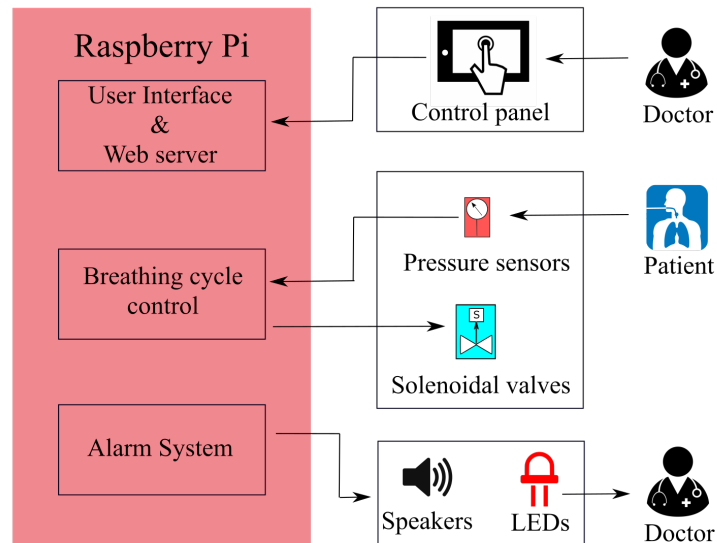 Raspberry Pi
User Interface
&
Web server
Control panel
Doctor
Breathing cycle
control
Pressure sensors
Patient
S
Solenoidal valves
Alarm System
Speakers
LEDs
Doctor